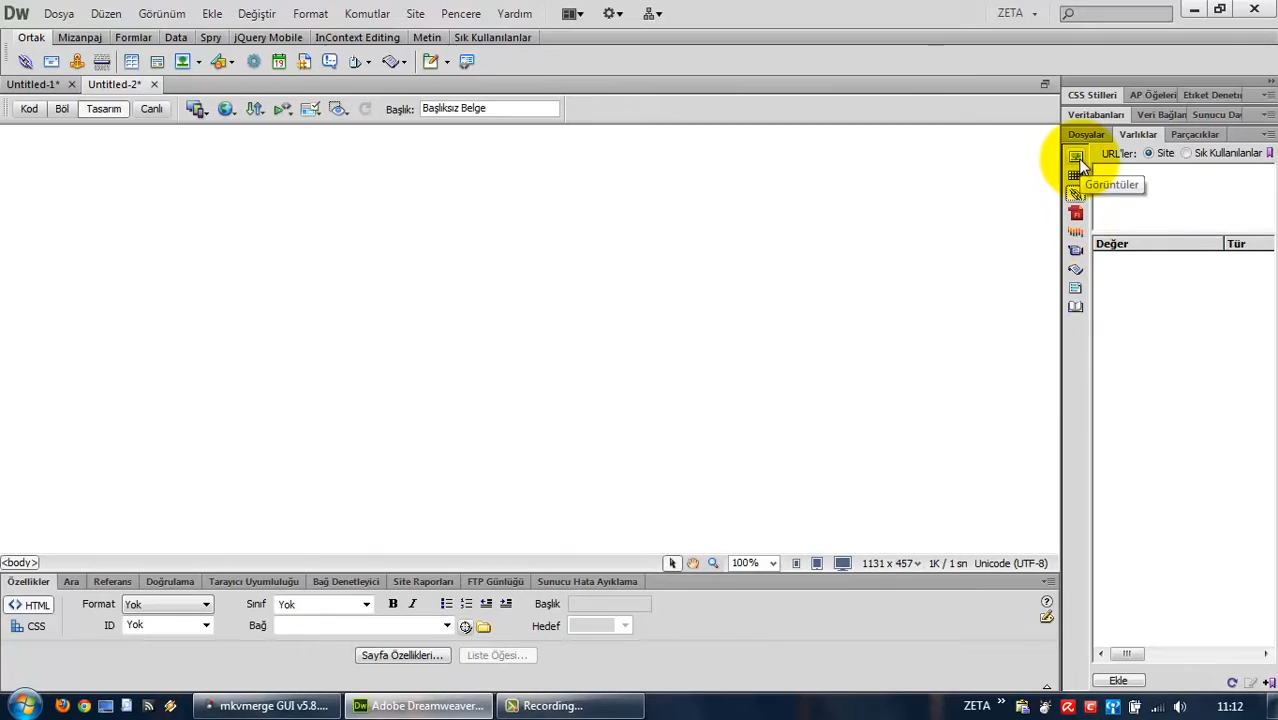 Dw Dosya Düzen Görünüm Ekle Değiştir Format Komutlar Site Pencere Yardım ZETA
Ortak Mizanpaj Formlar Data Spry jQuery Mobile InContext Editing Metin Sık Kullanılanlar
Untitled-1* Untitled-2*
Kod Böl Tasarım Canlı Başlık: Başlıksız Belge
CSS Stilleri AP Öğeleri Etiket Denetı
Veritabanları Veri Bağlan Sunucu Da
Dosyalar Varlıklar Parçacıklar
URL'ler: Site Sık Kullanılanlar
Görüntüler
Değer Tür
<body> 100% 1131 x 457 1K / 1 sn Unicode (UTF-8)
Özellikler Ara Referans Doğrulama Tarayıcı Uyumluluğu Bağ Denetleyici Site Raporları FTP Günlüğü Sunucu Hata Ayıklama
<> HTML Format Yok Sınıf Yok B I Başlık
CSS ID Yok Bağ Hedef
Sayfa Özellikleri... Liste Öğesi...
Ekle
mkvmerge GUI v5.8.... Dw Adobe Dreamweaver... Recording... ZETA 11:12